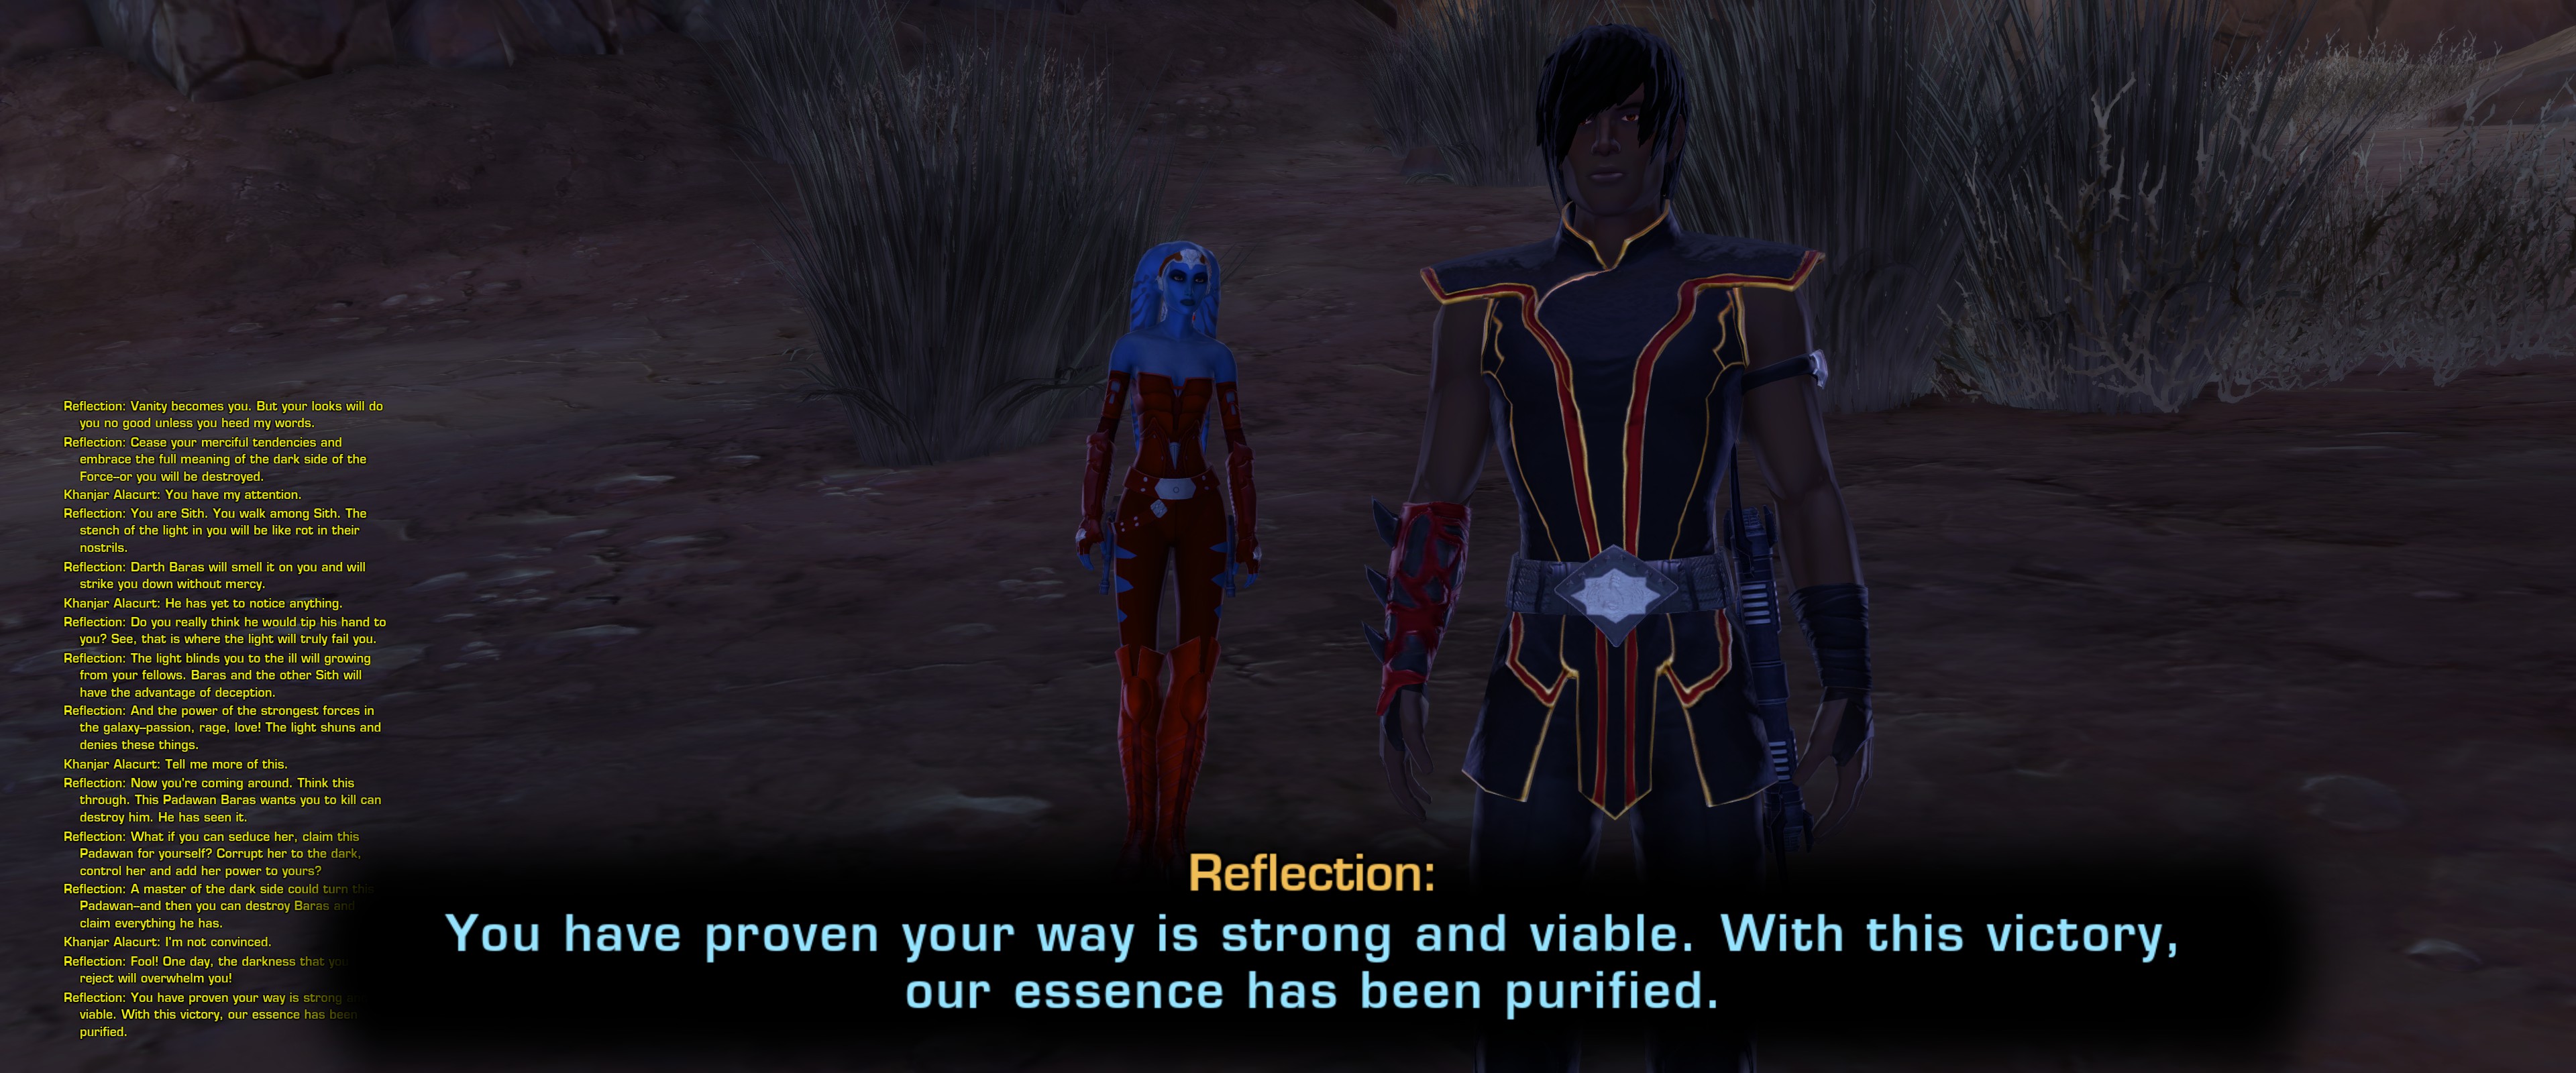 Reflection: Vanity becomes you. But your looks will do
you no good unless you heed my words.
Reflection: Cease your merciful tendencies and
embrace the full meaning of the dark side of the
Force--or you will be destroyed.
Khanjar Alacurt: You have my attention.
Reflection: You are Sith. You walk among Sith. The
stench of the light in you will be like rot in their
nostrils.
Reflection: Darth Baras will smell it on you and will
strike you down without mercy.
Khanjar Alacurt: He has yet to notice anything.
Reflection: Do you really think he would tip his hand to
you? See, that is where the light will truly fail you.
Reflection: The light blinds you to the ill will growing
from your fellows. Baras and the other Sith will
have the advantage of deception.
Reflection: And the power of the strongest forces in
the galaxy--passion, rage, love! The light shuns and
denies these things.
Khanjar Alacurt: Tell me more of this.
Reflection: Now you're coming around. Think this
through. This Padawan Baras wants you to kill can
destroy him. He has seen it.
Reflection: What if you can seduce her, claim this
Padawan for yourself? Corrupt her to the dark,
control her and add her power to yours?
Reflection: A master of the dark side could turn this
Padawan--and then you can destroy Baras and
claim everything he has.
Khanjar Alacurt: I'm not convinced.
Reflection: Fool! One day, the darkness that you
reject will overwhelm you!
Reflection: You have proven your way is strong and
viable. With this victory, our essence has been
purified.
Reflection:
You have proven your way is strong and viable. With this victory,
our essence has been purified.